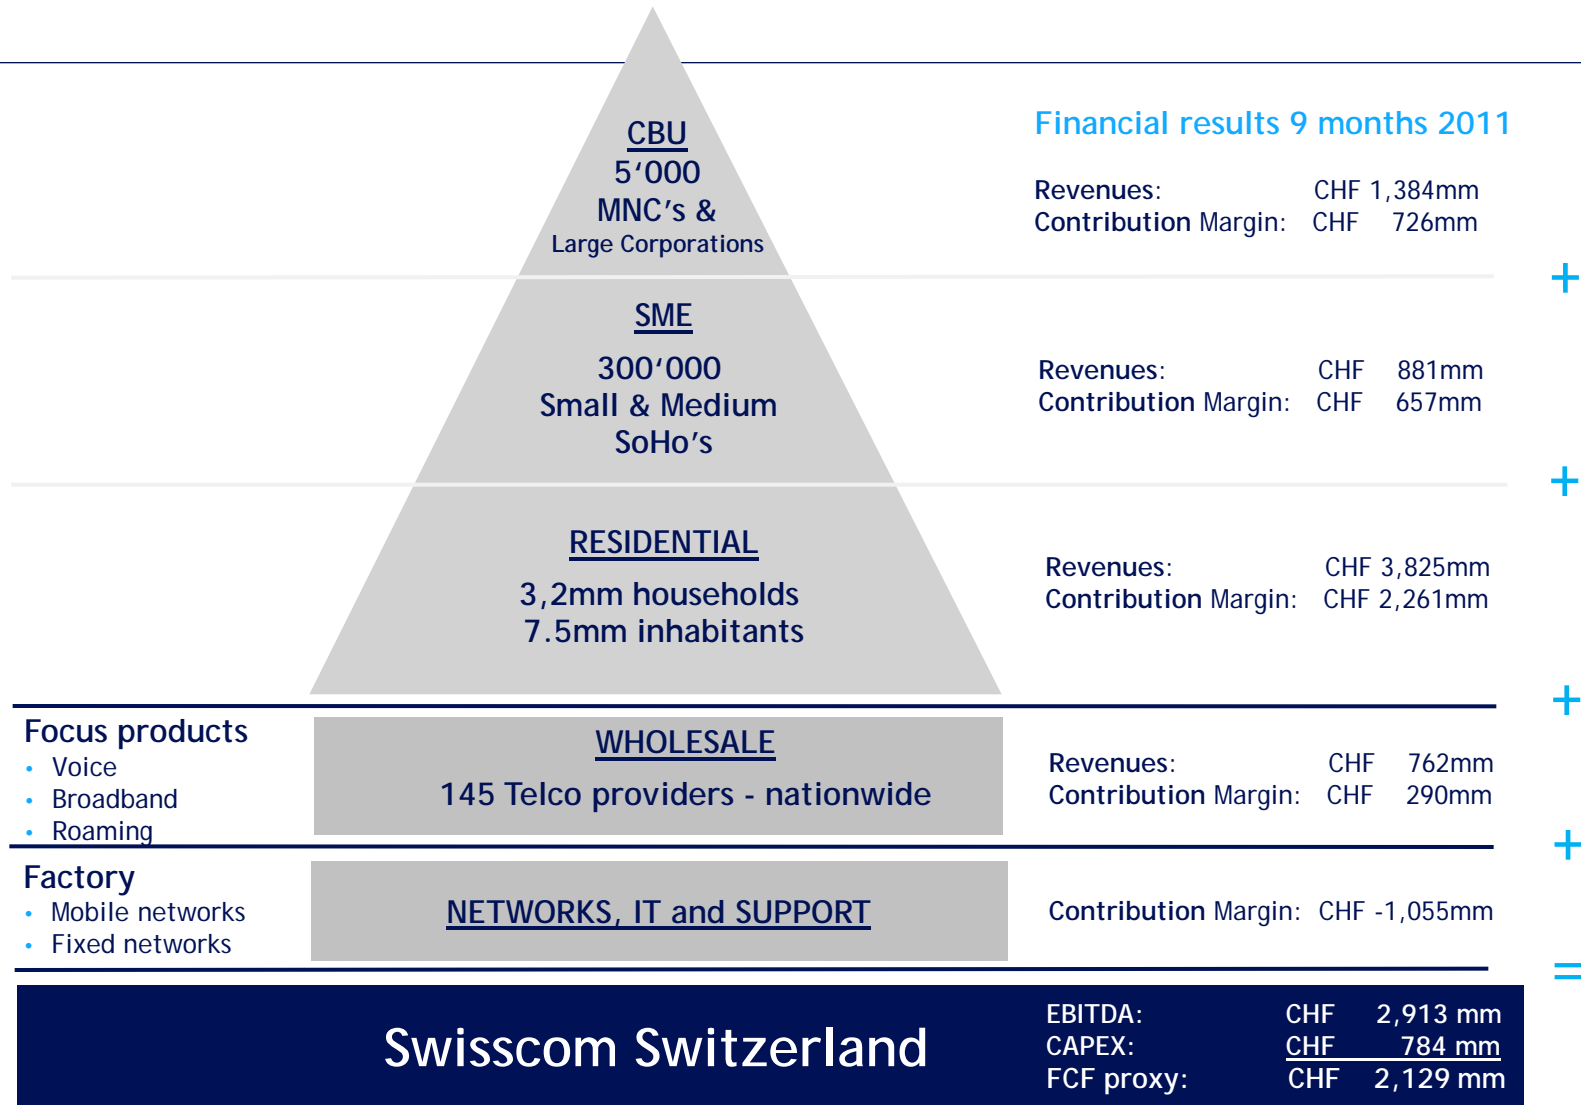 Financial results 9 months 2011
CBU
5‘000
MNC’s &
Large Corporations
Revenues: CHF 1,384mm
Contribution Margin: CHF 726mm
+
SME
300‘000
Small & Medium
SoHo’s
Revenues: CHF 881mm
Contribution Margin: CHF 657mm
+
RESIDENTIAL
3,2mm households
7.5mm inhabitants
Revenues: CHF 3,825mm
Contribution Margin: CHF 2,261mm
+
Focus products
• Voice
• Broadband
• Roaming
WHOLESALE
145 Telco providers - nationwide
Revenues: CHF 762mm
Contribution Margin: CHF 290mm
+
Factory
• Mobile networks
• Fixed networks
NETWORKS, IT and SUPPORT
Contribution Margin: CHF -1,055mm
=
Swisscom Switzerland
EBITDA: CHF 2,913 mm
CAPEX: CHF 784 mm
FCF proxy: CHF 2,129 mm